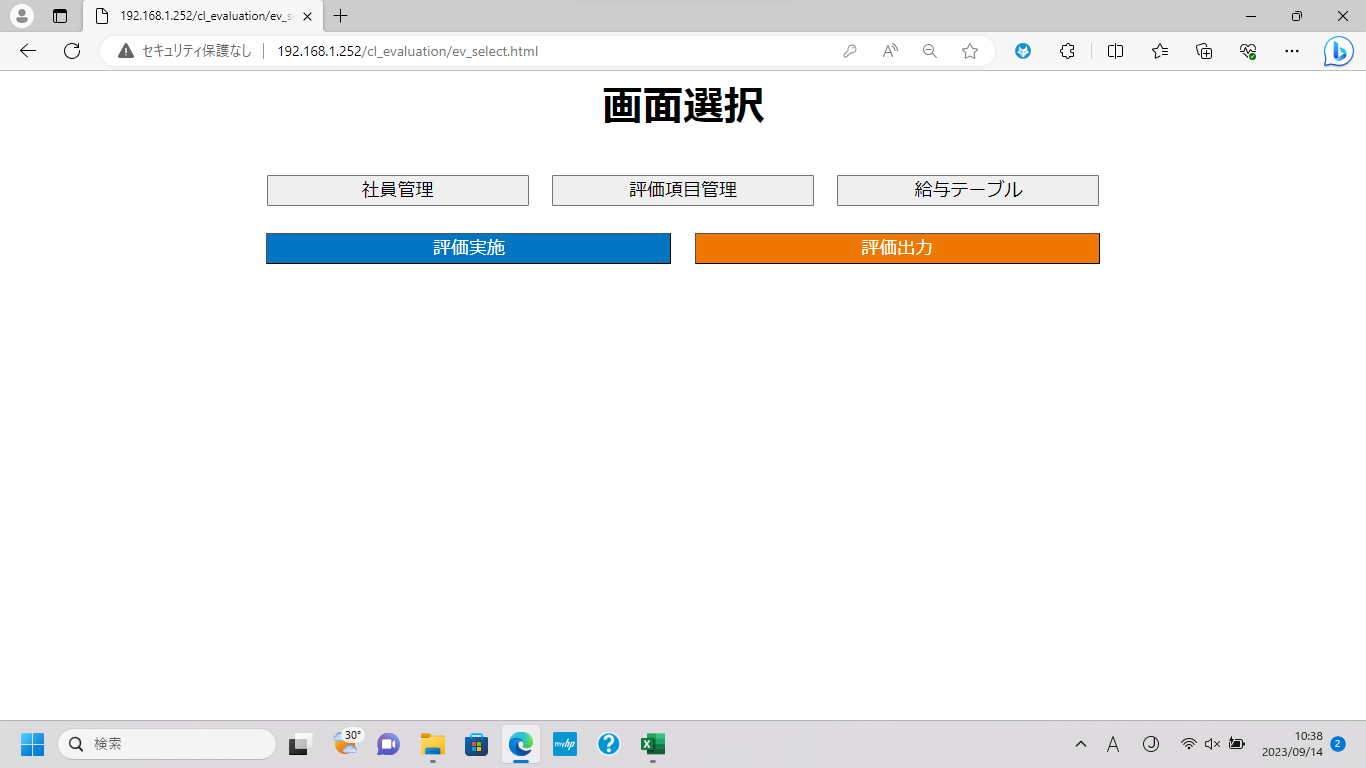 192.168.1.252/cl_evaluation/ev_s
セキュリティ保護なし
192.168.1.252/cl_evaluation/ev_select.html
画面選択
社員管理
評価項目管理
給与テーブル
評価実施
評価出力
検索
30°
myhp
A
10:38
2023/09/14
2